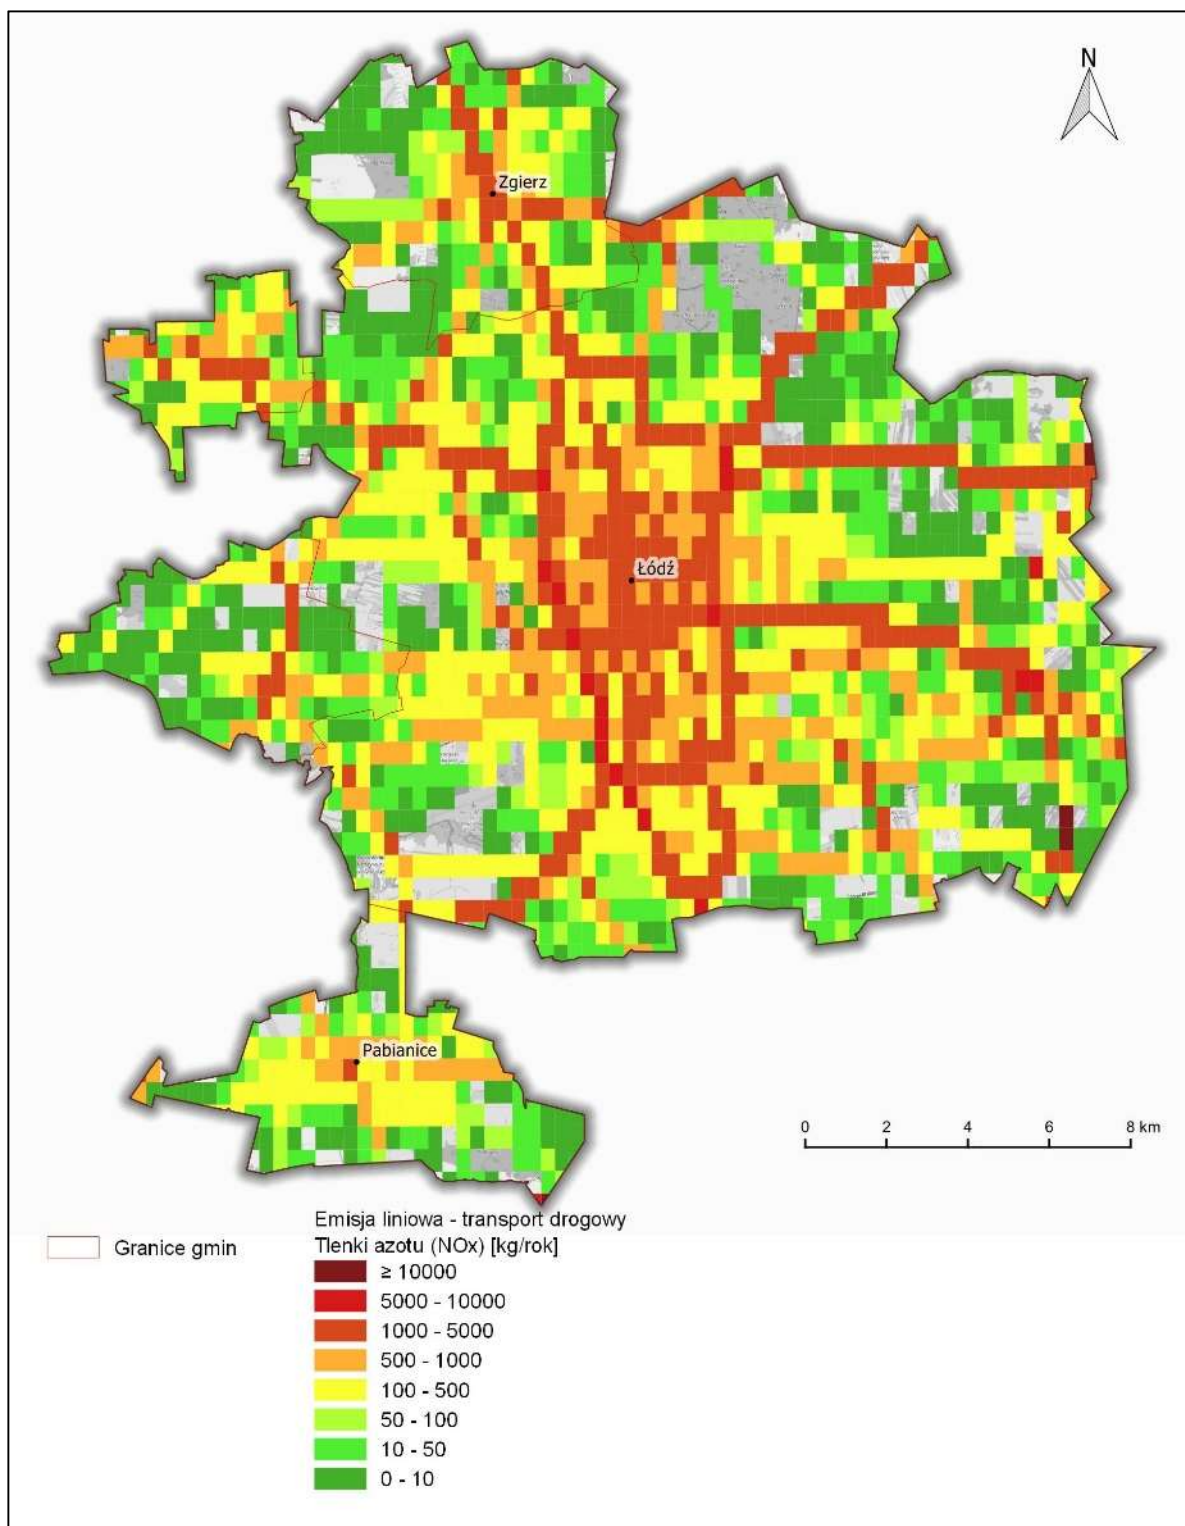 N
Zgierz
Łódź
Pabianice
0 2 4 6 8 km
Emisja liniowa - transport drogowy
Granice gmin
Tlenki azotu (NOx) [kg/rok]
≥ 10000
5000 - 10000
1000 - 5000
500 - 1000
100 - 500
50 - 100
10 - 50
0 - 10